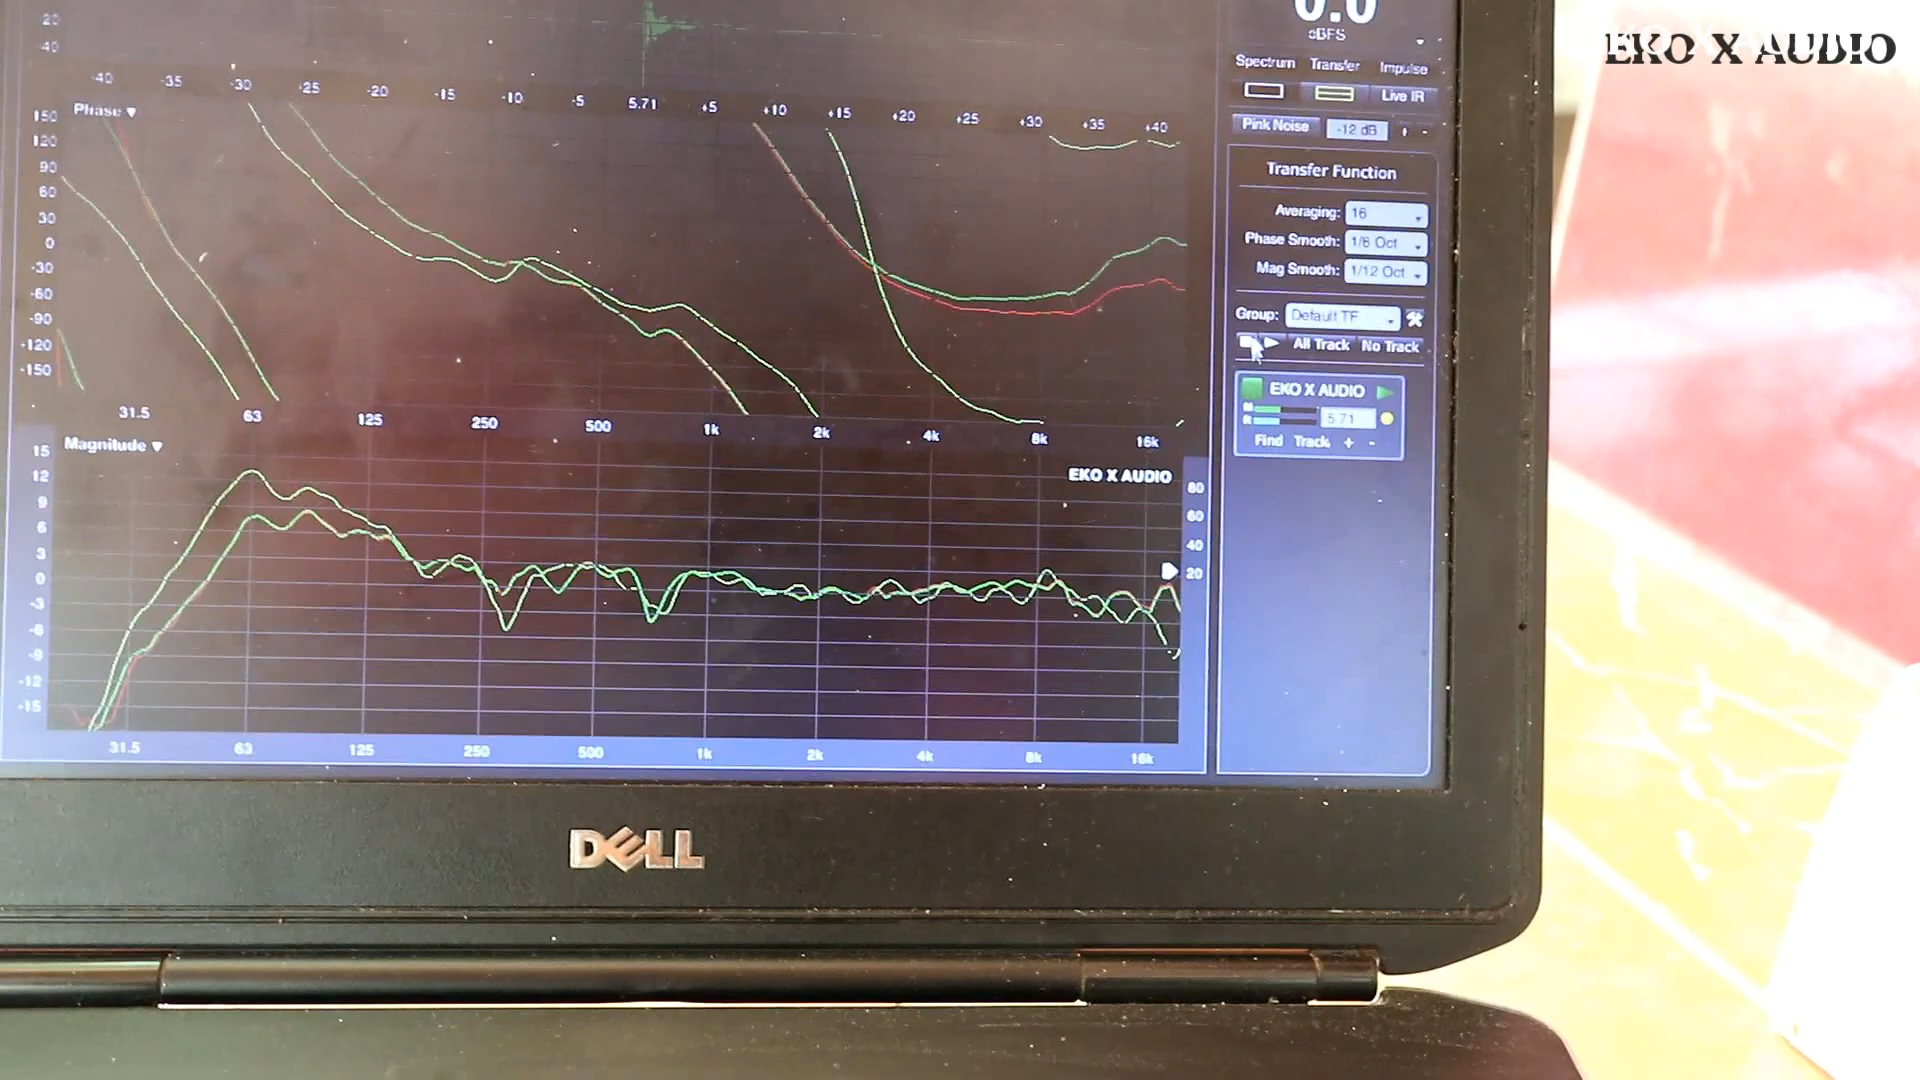 0.0
dBFS
EKO X AUDIO
20
-40
-40 -35 -30 -25 -20 -15 -10 -5 5.71 +5 +10 +15 +20 +25 +30 +35 +40
Spectrum Transfer Impulse
Live IR
Pink Noise -12 dB + -
Phase
150
120
90
60
30
0
-30
-60
-90
-120
-150
31.5 63 125 250 500 1k 2k 4k 8k 16k
Transfer Function
Averaging: 16
Phase Smooth: 1/6 Oct
Mag Smooth: 1/12 Oct
Group: Default TF
All Track No Track
EKO X AUDIO
M
R
5.71
Find Track + -
Magnitude
EKO X AUDIO
15
12
9
6
3
0
-3
-6
-9
-12
-15
80
60
40
20
31.5 63 125 250 500 1k 2k 4k 8k 16k
DELL